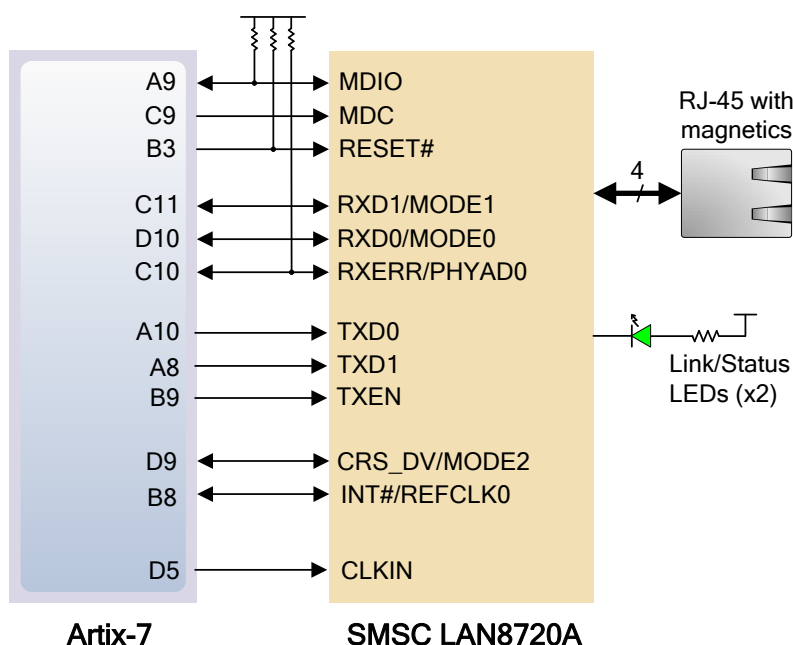 A9 MDIO
C9 MDC
B3 RESET#
C11 RXD1/MODE1
D10 RXD0/MODE0
C10 RXERR/PHYAD0
A10 TXD0
A8 TXD1
B9 TXEN
D9 CRS_DV/MODE2
B8 INT#/REFCLK0
D5 CLKIN
Artix-7
SMSC LAN8720A
RJ-45 with
magnetics
4
Link/Status
LEDs (x2)